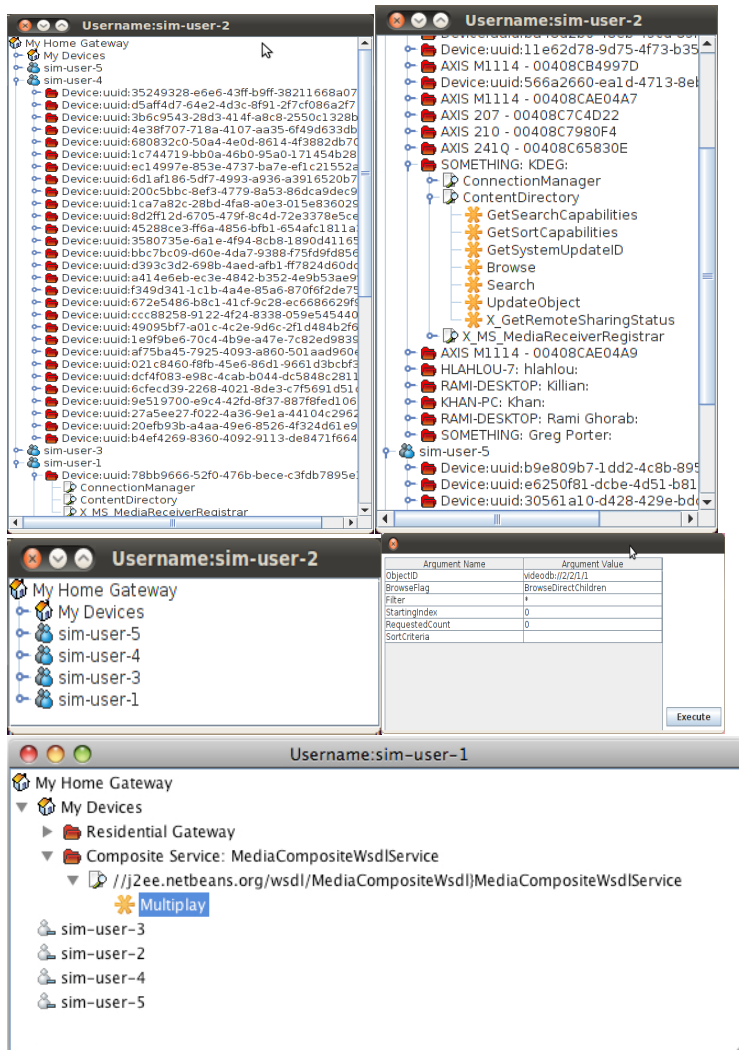 Username:sim-user-2
My Home Gateway
My Devices
sim-user-5
sim-user-4
Device:uuid:35249328-e6e6-43ff-b9ff-38211668a07
Device:uuid:d5aff4d7-64e2-4d3c-8f91-2f7cf086a2f7
Device:uuid:3b6c9543-28d3-414f-a8c8-2550c1328b
Device:uuid:4e38f707-718a-4107-aa35-6f49d633db
Device:uuid:680832c0-50a4-4e0d-8614-4f3882db70
Device:uuid:1c744719-bb0a-46b0-95a0-171454b28
Device:uuid:ec14997e-853e-4737-ba7e-ef1c21552a
Device:uuid:6d1af186-5df7-4993-a936-a3916520b7
Device:uuid:200c5bbc-8ef3-4779-8a53-86dca9dec9
Device:uuid:1ca7a82c-28bd-4fa8-a0e3-015e836029
Device:uuid:8d2ff12d-6705-479f-8c4d-72e3378e5ce
Device:uuid:45288ce3-ff6a-4856-bfb1-654afc1811a
Device:uuid:3580735e-6a1e-4f94-8cb8-1890d41165
Device:uuid:bbc7bc09-d60e-4da7-9388-f75fd9fd856
Device:uuid:d393c3d2-698b-4aed-afb1-ff7824d60dc
Device:uuid:a414e6eb-ec3e-4842-b352-4e9b53ae9
Device:uuid:f349d341-1c1b-4a4e-85a6-870f6f2de75
Device:uuid:672e5486-b8c1-41cf-9c28-ec6686629f9
Device:uuid:ccc88258-9122-4f24-8338-059e545440
Device:uuid:49095bf7-a01c-4c2e-9d6c-2f1d484b2f6
Device:uuid:1e9f9be6-70c4-4b9e-a47e-7c82ed9839
Device:uuid:af75ba45-7925-4093-a860-501aad960e
Device:uuid:021c8460-f8fb-45e6-86d1-9661d3bcbf3
Device:uuid:dcf4f083-e98c-4cab-b044-dc5848c2811
Device:uuid:6cfecd39-2268-4021-8de3-c7f5691d51
Device:uuid:9e519700-e9c4-42fd-8f37-887f8fed106
Device:uuid:27a5ee27-f022-4a36-9e1a-44104c2962
Device:uuid:20efb93b-a4aa-49e6-8526-4f324d61e9
Device:uuid:b4ef4269-8360-4092-9113-de8471f664
sim-user-3
sim-user-1
Device:uuid:78bb9666-52f0-476b-bece-c3fdb7895e
ConnectionManager
ContentDirectory
X_MS_MediaReceiverRegistrar
Username:sim-user-2
Device:uuid:11e62d78-9d75-4f73-b35
AXIS M1114 - 00408CB4997D
Device:uuid:566a2660-ea1d-4713-8eb
AXIS M1114 - 00408CAE04A7
AXIS 207 - 00408C7C4D22
AXIS 210 - 00408C7980F4
AXIS 241Q - 00408C65830E
SOMETHING: KDEG:
ConnectionManager
ContentDirectory
GetSearchCapabilities
GetSortCapabilities
GetSystemUpdateID
Browse
Search
UpdateObject
X_GetRemoteSharingStatus
X_MS_MediaReceiverRegistrar
AXIS M1114 - 00408CAE04A9
HLAHLOU-7: hlahlou:
RAMI-DESKTOP: Killian:
KHAN-PC: Khan:
RAMI-DESKTOP: Rami Ghorab:
SOMETHING: Greg Porter:
sim-user-5
Device:uuid:b9e809b7-1dd2-4c8b-895
Device:uuid:e6250f81-dcbe-4d51-b81
Device:uuid:30561a10-d428-429e-bdc
Username:sim-user-2
My Home Gateway
My Devices
sim-user-5
sim-user-4
sim-user-3
sim-user-1
Argument Name Argument Value
ObjectID videodb://2/2/1/1
BrowseFlag BrowseDirectChildren
Filter *
StartingIndex 0
RequestedCount 0
SortCriteria
Execute
Username:sim-user-1
My Home Gateway
My Devices
Residential Gateway
Composite Service: MediaCompositeWsdlService
//j2ee.netbeans.org/wsdl/MediaCompositeWsdl}MediaCompositeWsdlService
Multiplay
sim-user-3
sim-user-2
sim-user-4
sim-user-5